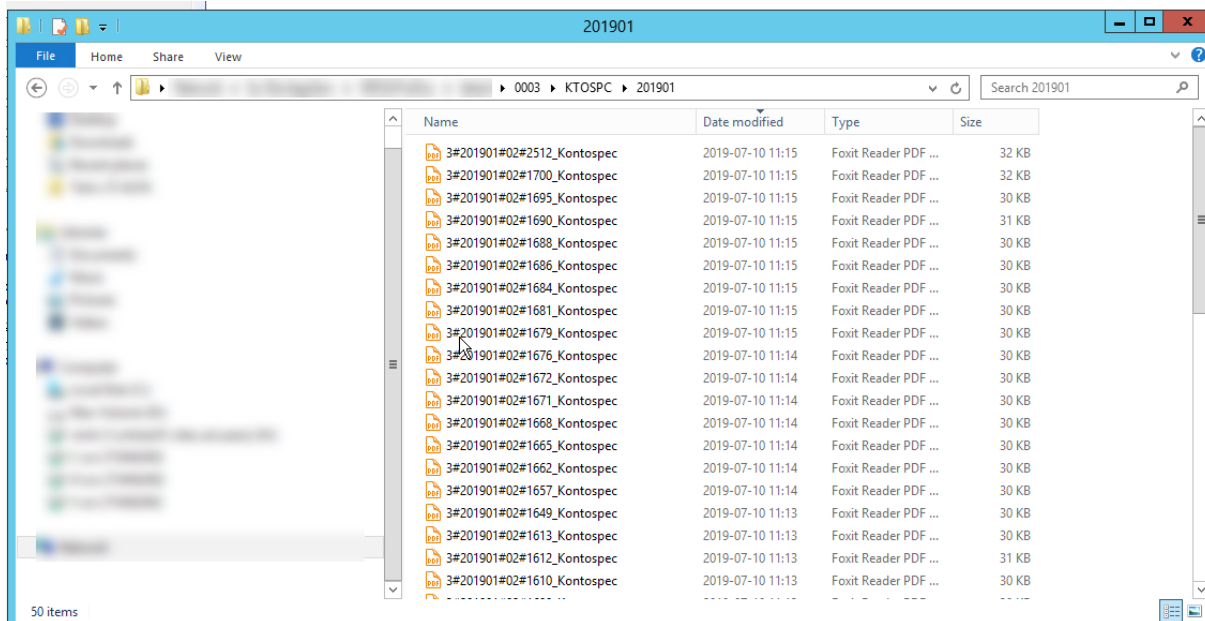 201901
File Home Share View
0003 KTOSPC 201901 Search 201901
Name Date modified Type Size
3#201901#02#2512_Kontospec 2019-07-10 11:15 Foxit Reader PDF ... 32 KB
3#201901#02#1700_Kontospec 2019-07-10 11:15 Foxit Reader PDF ... 32 KB
3#201901#02#1695_Kontospec 2019-07-10 11:15 Foxit Reader PDF ... 30 KB
3#201901#02#1690_Kontospec 2019-07-10 11:15 Foxit Reader PDF ... 31 KB
3#201901#02#1688_Kontospec 2019-07-10 11:15 Foxit Reader PDF ... 30 KB
3#201901#02#1686_Kontospec 2019-07-10 11:15 Foxit Reader PDF ... 30 KB
3#201901#02#1684_Kontospec 2019-07-10 11:15 Foxit Reader PDF ... 30 KB
3#201901#02#1681_Kontospec 2019-07-10 11:15 Foxit Reader PDF ... 30 KB
3#201901#02#1679_Kontospec 2019-07-10 11:15 Foxit Reader PDF ... 30 KB
3#201901#02#1676_Kontospec 2019-07-10 11:14 Foxit Reader PDF ... 30 KB
3#201901#02#1672_Kontospec 2019-07-10 11:14 Foxit Reader PDF ... 30 KB
3#201901#02#1671_Kontospec 2019-07-10 11:14 Foxit Reader PDF ... 30 KB
3#201901#02#1668_Kontospec 2019-07-10 11:14 Foxit Reader PDF ... 30 KB
3#201901#02#1665_Kontospec 2019-07-10 11:14 Foxit Reader PDF ... 30 KB
3#201901#02#1662_Kontospec 2019-07-10 11:14 Foxit Reader PDF ... 30 KB
3#201901#02#1657_Kontospec 2019-07-10 11:14 Foxit Reader PDF ... 30 KB
3#201901#02#1649_Kontospec 2019-07-10 11:13 Foxit Reader PDF ... 30 KB
3#201901#02#1613_Kontospec 2019-07-10 11:13 Foxit Reader PDF ... 30 KB
3#201901#02#1612_Kontospec 2019-07-10 11:13 Foxit Reader PDF ... 31 KB
3#201901#02#1610_Kontospec 2019-07-10 11:13 Foxit Reader PDF ... 30 KB
50 items